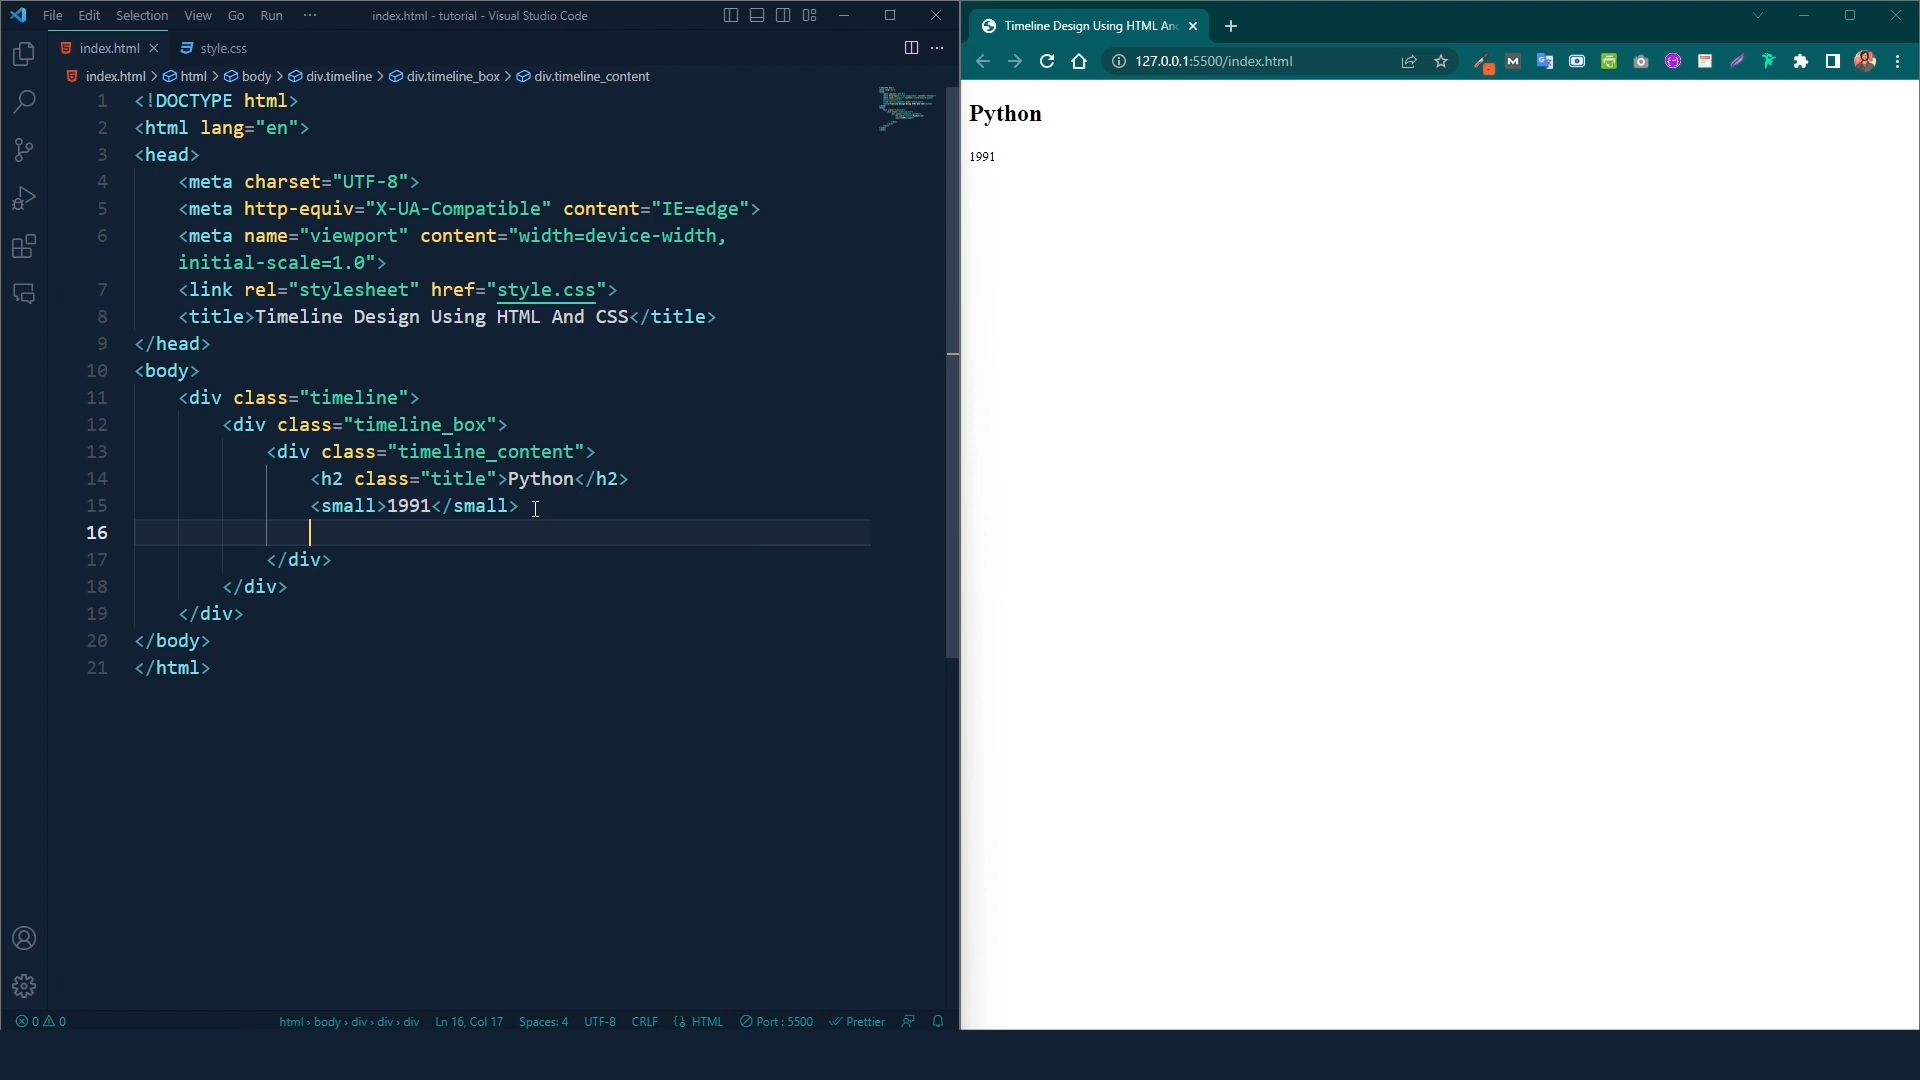 File Edit Selection View Go Run ··· index.html - tutorial - Visual Studio Code
index.html style.css
index.html > html > body > div.timeline > div.timeline_box > div.timeline_content
1 <!DOCTYPE html>
2 <html lang="en">
3 <head>
4 <meta charset="UTF-8">
5 <meta http-equiv="X-UA-Compatible" content="IE=edge">
6 <meta name="viewport" content="width=device-width,
initial-scale=1.0">
7 <link rel="stylesheet" href="style.css">
8 <title>Timeline Design Using HTML And CSS</title>
9 </head>
10 <body>
11 <div class="timeline">
12 <div class="timeline_box">
13 <div class="timeline_content">
14 <h2 class="title">Python</h2>
15 <small>1991</small>
16
17 </div>
18 </div>
19 </div>
20 </body>
21 </html>
0 0 html › body › div › div › div Ln 16, Col 17 Spaces: 4 UTF-8 CRLF HTML Port : 5500 Prettier
Timeline Design Using HTML An
127.0.0.1:5500/index.html
Python
1991